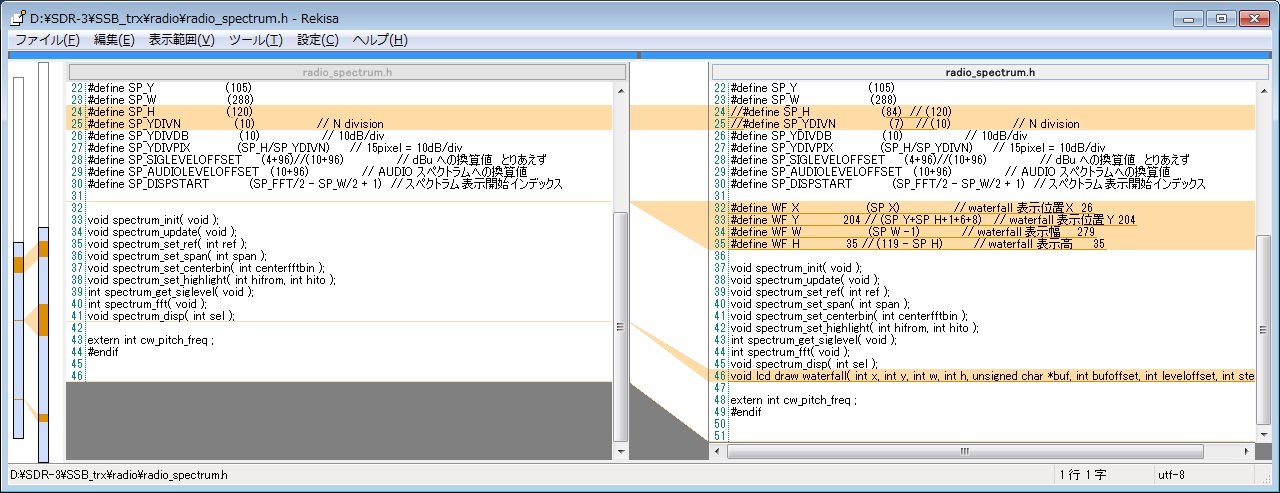 D:¥SDR-3¥SSB_trx¥radio¥radio_spectrum.h - Rekisa
ファイル(F) 編集(E) 表示範囲(V) ツール(T) 設定(C) ヘルプ(H)
radio_spectrum.h
22 #define SP_Y (105)
23 #define SP_W (288)
24 #define SP_H (120)
25 #define SP_YDIVN (10) // N division
26 #define SP_YDIVDB (10) // 10dB/div
27 #define SP_YDIVPIX (SP_H/SP_YDIVN) // 15pixel = 10dB/div
28 #define SP_SIGLEVELOFFSET (4+96)//(10+96) // dBu への換算値 とりあえず
29 #define SP_AUDIOLEVELOFFSET (10+96) // AUDIO スペクトラムへの換算値
30 #define SP_DISPSTART (SP_FFT/2 - SP_W/2 + 1) // スペクトラム表示開始インデックス
31
32
33 void spectrum_init( void );
34 void spectrum_update( void );
35 void spectrum_set_ref( int ref );
36 void spectrum_set_span( int span );
37 void spectrum_set_centerbin( int centerfftbin );
38 void spectrum_set_highlight( int hifrom, int hito );
39 int spectrum_get_siglevel( void );
40 int spectrum_fft( void );
41 void spectrum_disp( int sel );
42
43 extern int cw_pitch_freq ;
44 #endif
45
46
radio_spectrum.h
22 #define SP_Y (105)
23 #define SP_W (288)
24 //#define SP_H (84) // (120)
25 //#define SP_YDIVN (7) // (10) // N division
26 #define SP_YDIVDB (10) // 10dB/div
27 #define SP_YDIVPIX (SP_H/SP_YDIVN) // 15pixel = 10dB/div
28 #define SP_SIGLEVELOFFSET (4+96)//(10+96) // dBu への換算値 とりあえず
29 #define SP_AUDIOLEVELOFFSET (10+96) // AUDIO スペクトラムへの換算値
30 #define SP_DISPSTART (SP_FFT/2 - SP_W/2 + 1) // スペクトラム表示開始インデックス
31
32 #define WF_X (SP_X) // waterfall 表示位置X 26
33 #define WF_Y 204 // (SP_Y+SP_H+1+6+8) // waterfall 表示位置Y 204
34 #define WF_W (SP_W -1) // waterfall 表示幅 279
35 #define WF_H 35 // (119 - SP_H) // waterfall 表示高 35
36
37 void spectrum_init( void );
38 void spectrum_update( void );
39 void spectrum_set_ref( int ref );
40 void spectrum_set_span( int span );
41 void spectrum_set_centerbin( int centerfftbin );
42 void spectrum_set_highlight( int hifrom, int hito );
43 int spectrum_get_siglevel( void );
44 int spectrum_fft( void );
45 void spectrum_disp( int sel );
46 void lcd_draw_waterfall( int x, int y, int w, int h, unsigned char *buf, int bufoffset, int leveloffset, int ste
47
48 extern int cw_pitch_freq ;
49 #endif
50
51
D:¥SDR-3¥SSB_trx¥radio¥radio_spectrum.h 1行 1字 utf-8